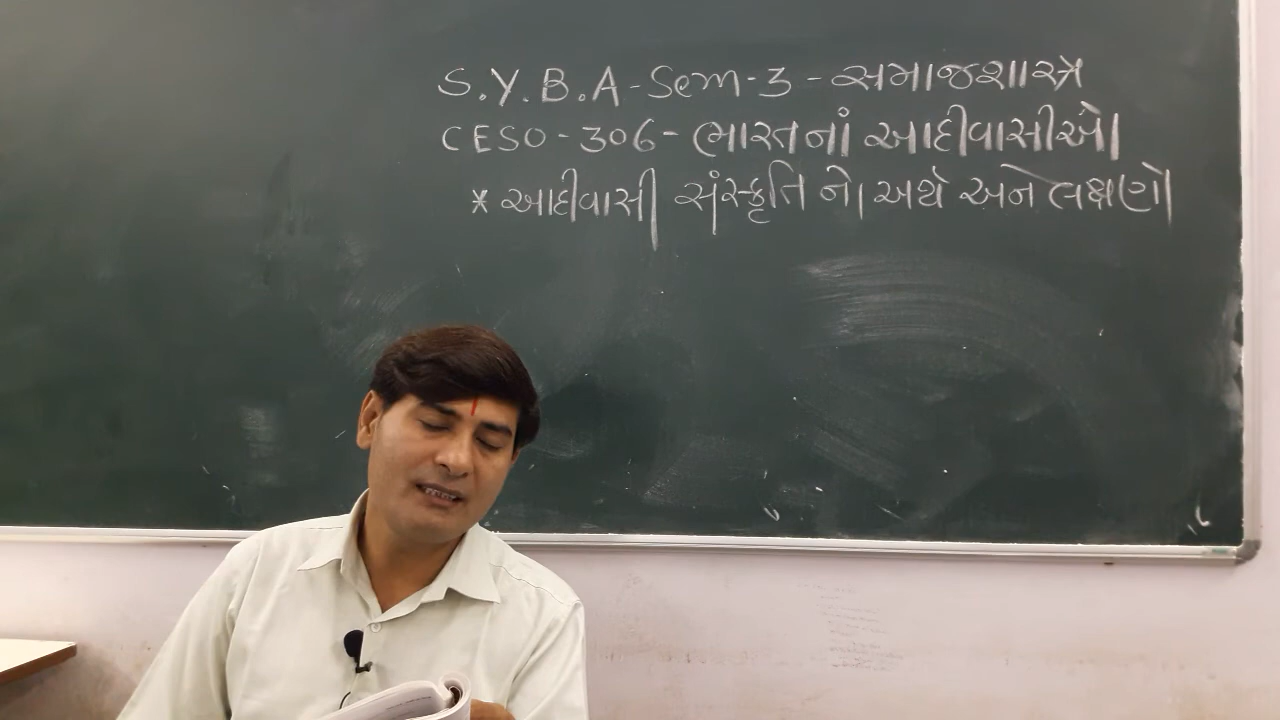 S.Y.B.A-Sem-3-સમાજશાસ્ત્ર
CESO-306-ભારતનાં આદીવાસીઓ
* આદીવાસી સંસ્કૃતિ નો અર્થ અને લક્ષણો